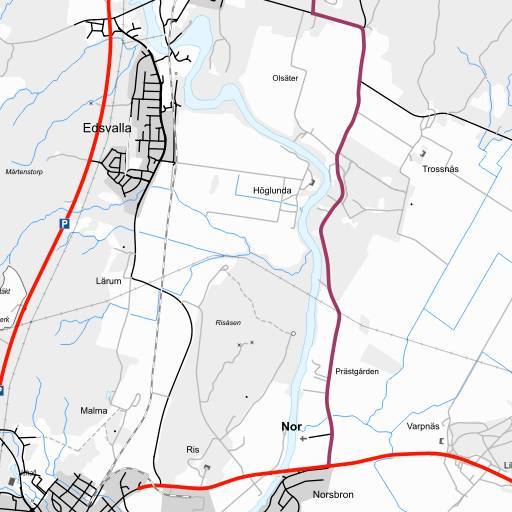 Olsäter
Edsvalla
Trossnäs
Mårtenstorp
Höglunda
P
Lärum
Risåsen
Prästgården
Malma
Nor
Varpnäs
Ris
Norsbron